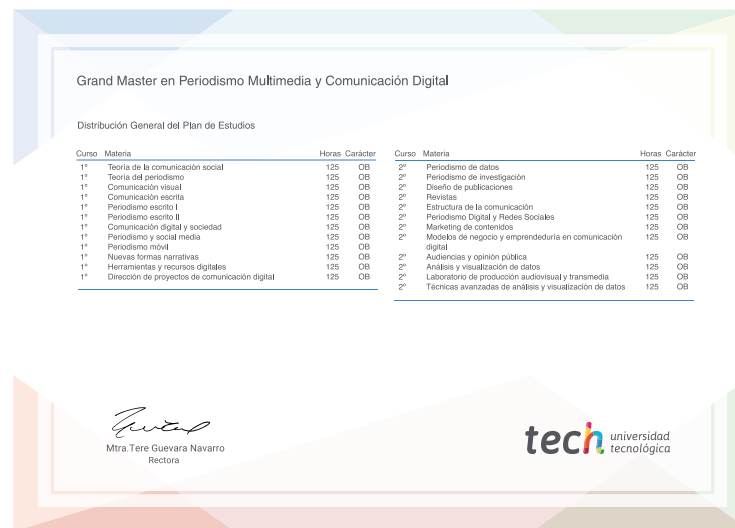 Grand Master en Periodismo Multimedia y Comunicación Digital
Distribución General del Plan de Estudios
Curso Materia Horas Carácter
1º Teoría de la comunicación social 125 OB
1º Teoría del periodismo 125 OB
1º Comunicación visual 125 OB
1º Comunicación escrita 125 OB
1º Periodismo escrito I 125 OB
1º Periodismo escrito II 125 OB
1º Comunicación digital y sociedad 125 OB
1º Periodismo y social media 125 OB
1º Periodismo móvil 125 OB
1º Nuevas formas narrativas 125 OB
1º Herramientas y recursos digitales 125 OB
1º Dirección de proyectos de comunicación digital 125 OB
Curso Materia Horas Carácter
2º Periodismo de datos 125 OB
2º Periodismo de investigación 125 OB
2º Diseño de publicaciones 125 OB
2º Revistas 125 OB
2º Estructura de la comunicación 125 OB
2º Periodismo Digital y Redes Sociales 125 OB
2º Marketing de contenidos 125 OB
2º Modelos de negocio y emprendeduría en comunicación 125 OB
digital
2º Audiencias y opinión pública 125 OB
2º Análisis y visualización de datos 125 OB
2º Laboratorio de producción audiovisual y transmedia 125 OB
2º Técnicas avanzadas de análisis y visualización de datos 125 OB
Mtra.Tere Guevara Navarro
Rectora
tech universidad
tecnológica